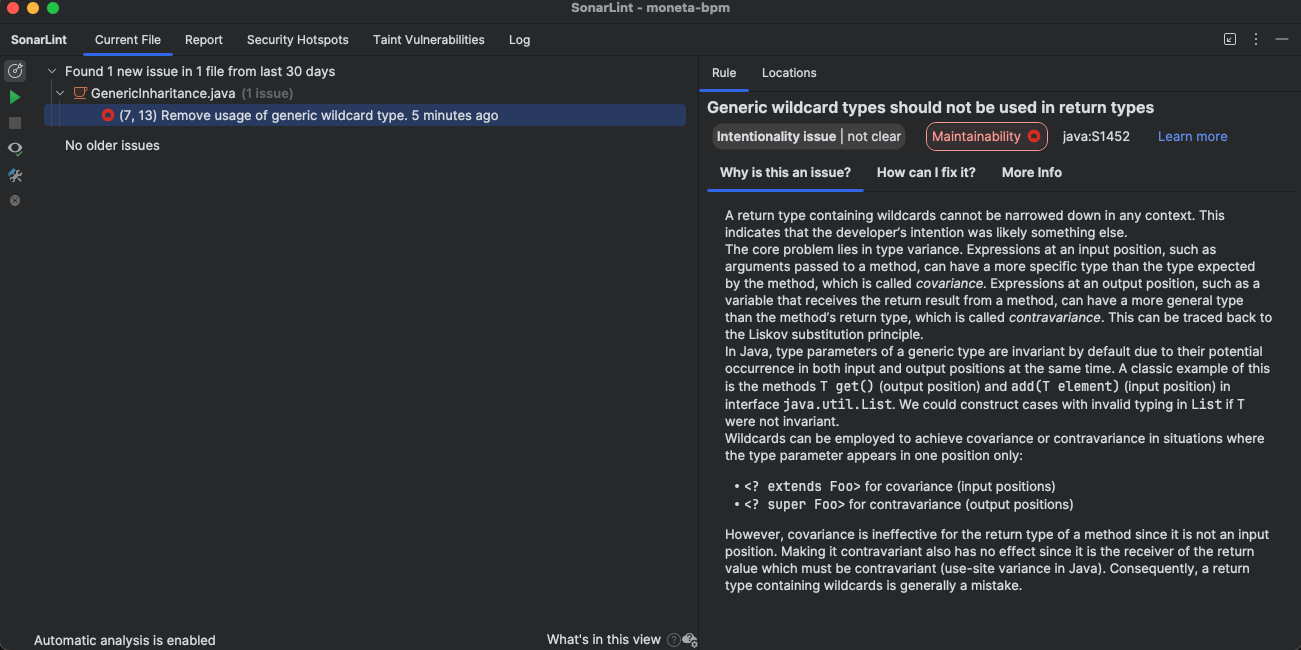 SonarLint - moneta-bpm
SonarLint Current File Report Security Hotspots Taint Vulnerabilities Log
Found 1 new issue in 1 file from last 30 days
GenericInharitance.java (1 issue)
(7, 13) Remove usage of generic wildcard type. 5 minutes ago
No older issues
Automatic analysis is enabled
What's in this view
Rule Locations
Generic wildcard types should not be used in return types
Intentionality issue | not clear Maintainability java:S1452 Learn more
Why is this an issue? How can I fix it? More Info
A return type containing wildcards cannot be narrowed down in any context. This
indicates that the developer’s intention was likely something else.
The core problem lies in type variance. Expressions at an input position, such as
arguments passed to a method, can have a more specific type than the type expected
by the method, which is called covariance. Expressions at an output position, such as a
variable that receives the return result from a method, can have a more general type
than the method’s return type, which is called contravariance. This can be traced back to
the Liskov substitution principle.
In Java, type parameters of a generic type are invariant by default due to their potential
occurrence in both input and output positions at the same time. A classic example of this
is the methods T get() (output position) and add(T element) (input position) in
interface java.util.List. We could construct cases with invalid typing in List if T
were not invariant.
Wildcards can be employed to achieve covariance or contravariance in situations where
the type parameter appears in one position only:
• <? extends Foo> for covariance (input positions)
• <? super Foo> for contravariance (output positions)
However, covariance is ineffective for the return type of a method since it is not an input
position. Making it contravariant also has no effect since it is the receiver of the return
value which must be contravariant (use-site variance in Java). Consequently, a return
type containing wildcards is generally a mistake.